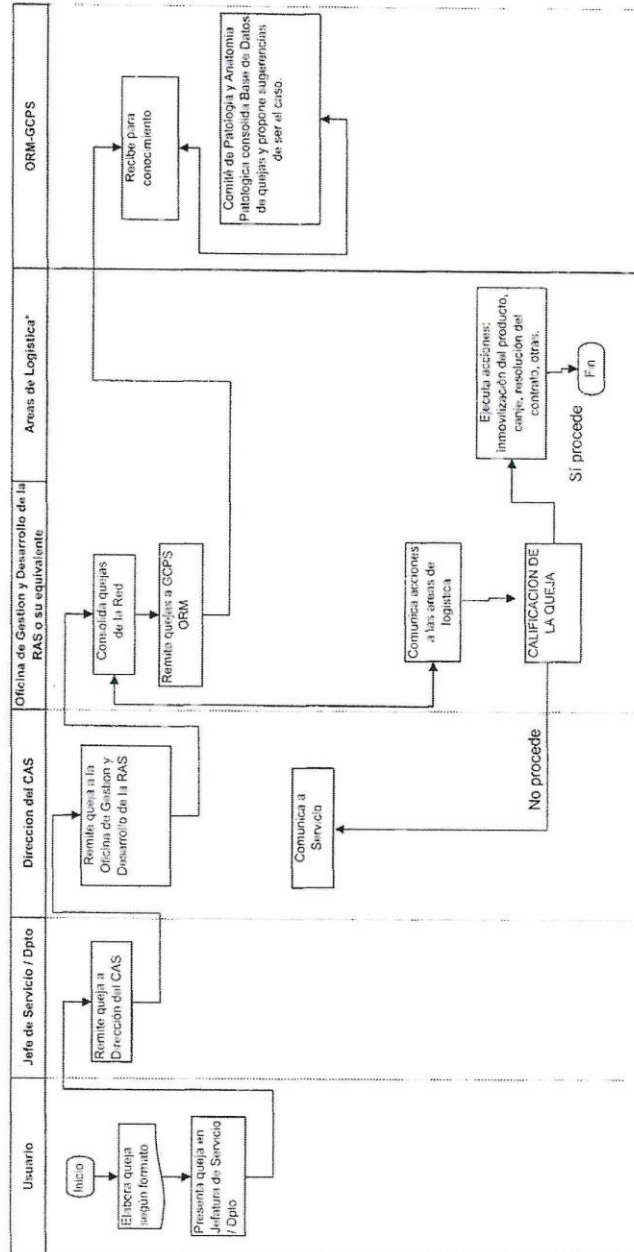 Usuario
Jefe de Servicio / Dpto
Direccion del CAS
Oficina de Gestion y Desarrollo de la
RAS o su equivalente
Areas de Logistica*
ORM-GCPS
Inicio
Elabora queja
según formato
Presenta queja en
Jefatura de Servicio
/ Dpto
Remite queja a
Dirección del CAS
Remite queja a la
Oficina de Gestion y
Desarrollo de la RAS
Comunica a
Servicio
No procede
Consolida quejas
de la Red
Remite quejas a GCPS
ORM
Comunica acciones
a las areas de
logistica
CALIFICACION DE
LA QUEJA
Sí procede
Ejecuta acciones:
inmovilización del producto,
canje, resolución del
contrato, otras.
Fin
Recibe para
conocimiento
Comité de Patologia y Anatomia
Patologica consolida Base de Datos
de quejas y propone sugerencias
de ser el caso.